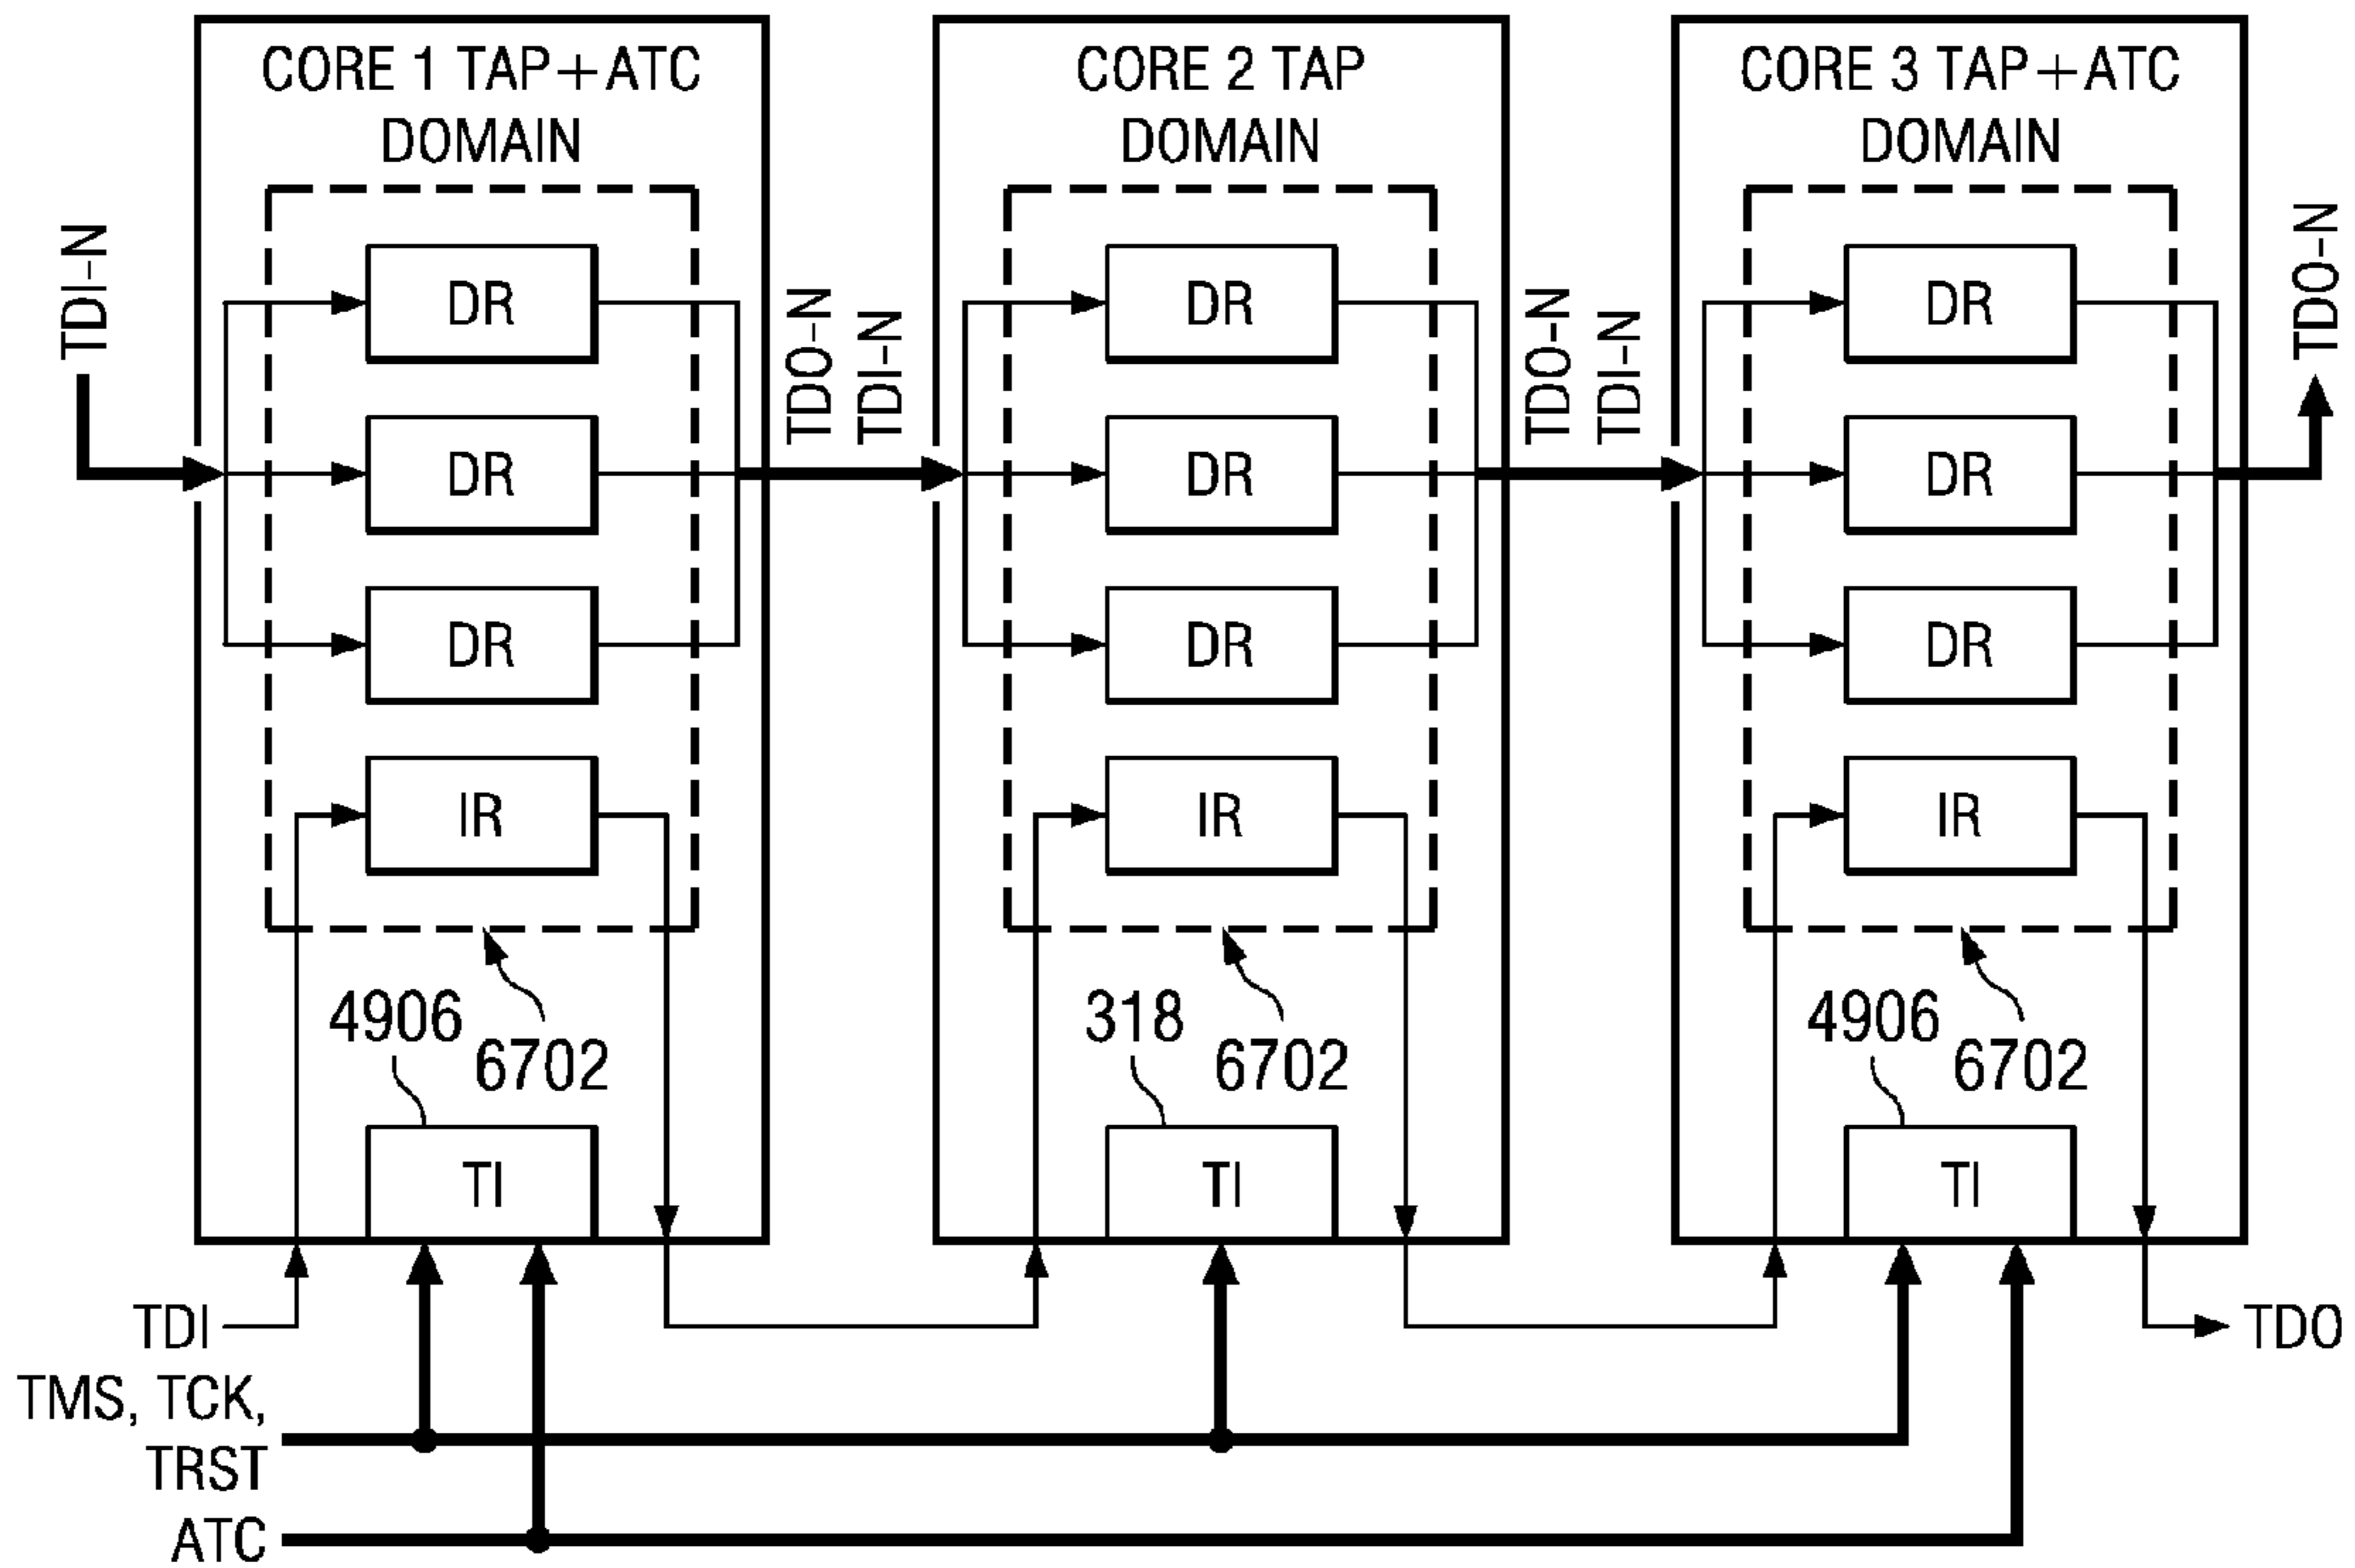 CORE 1 TAP+ATC
DOMAIN
CORE 2 TAP
DOMAIN
CORE 3 TAP+ATC
DOMAIN
TDI-N
DR
DR
DR
IR
TDO-N
TDI-N
DR
DR
DR
IR
TDO-N
TDI-N
DR
DR
DR
IR
TDO-N
4906
6702
TI
318
6702
TI
4906
6702
TI
TDI
TDO
TMS, TCK,
TRST
ATC